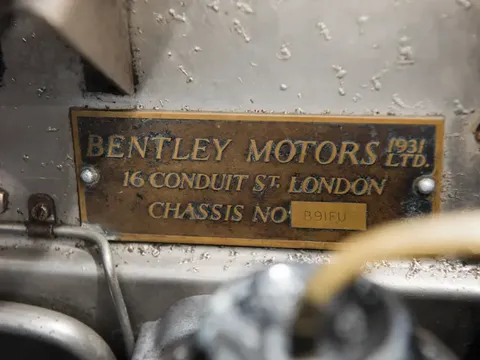 BENTLEY MOTORS 1931 LTD.
16 CONDUIT ST. LONDON
CHASSIS NO B91FU